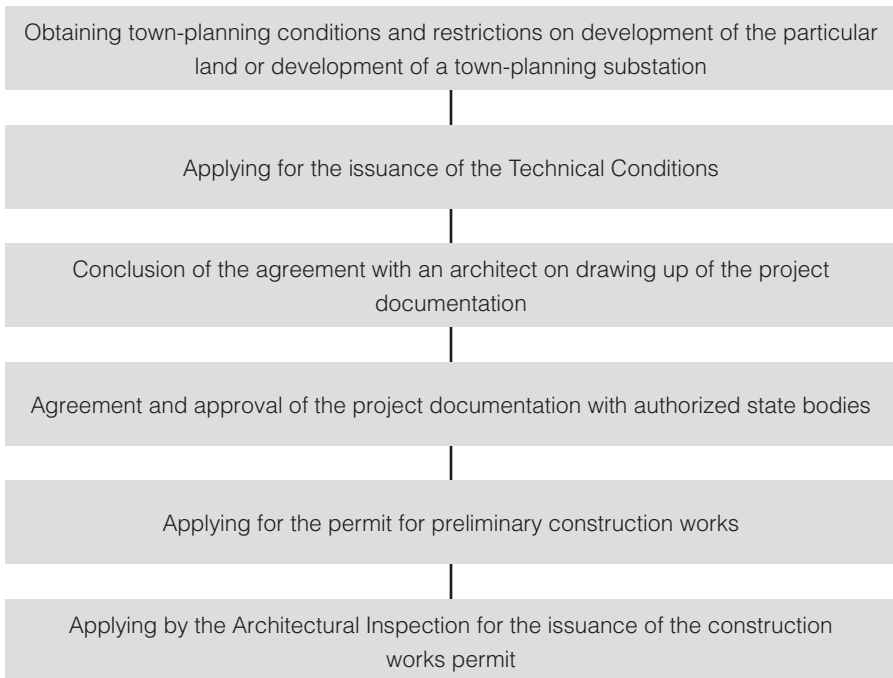 Obtaining town-planning conditions and restrictions on development of the particular
land or development of a town-planning substation
Applying for the issuance of the Technical Conditions
Conclusion of the agreement with an architect on drawing up of the project
documentation
Agreement and approval of the project documentation with authorized state bodies
Applying for the permit for preliminary construction works
Applying by the Architectural Inspection for the issuance of the construction
works permit